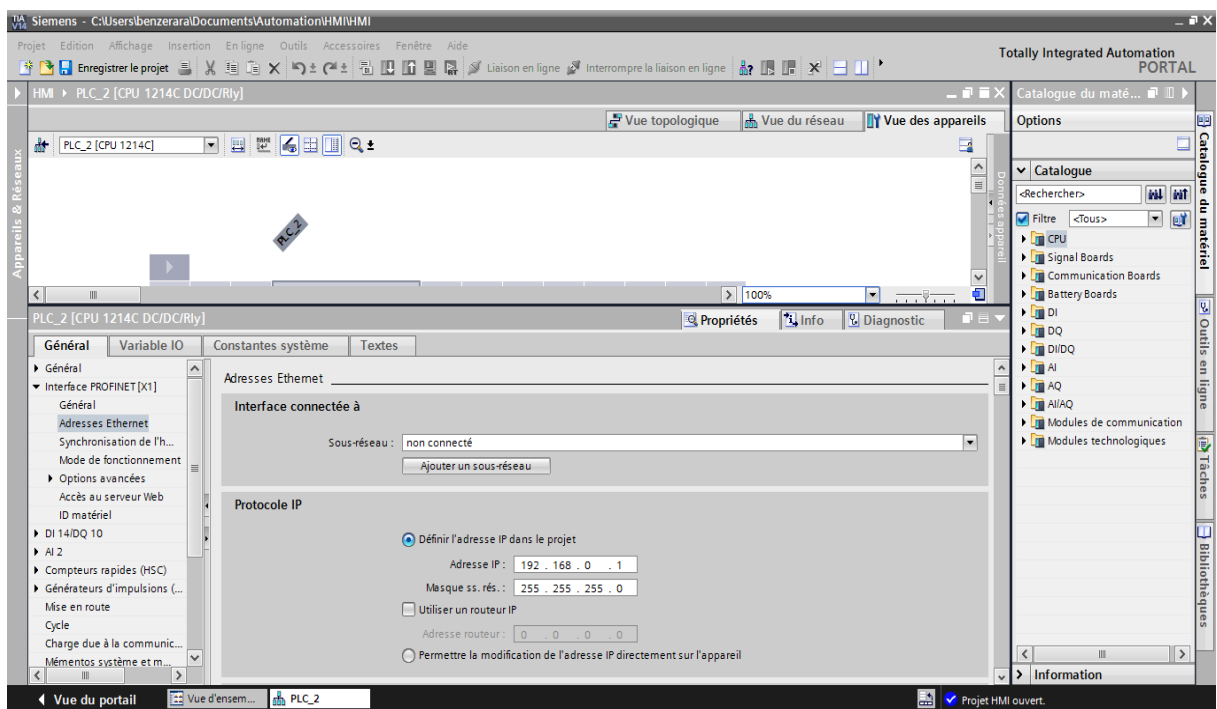 TIA V14 Siemens - C:\Users\benzerara\Documents\Automation\HMI\HMI
Projet Edition Affichage Insertion En ligne Outils Accessoires Fenêtre Aide
Totally Integrated Automation
PORTAL
Enregistrer le projet Liaison en ligne Interrompre la liaison en ligne
HMI PLC_2 [CPU 1214C DC/DC/Rly]
Vue topologique Vue du réseau Vue des appareils
PLC_2 [CPU 1214C]
PLC_2
100%
Appareils & Réseaux
Données appareil
PLC_2 [CPU 1214C DC/DC/Rly]
Propriétés Info Diagnostic
Général Variable IO Constantes système Textes
Général
Interface PROFINET [X1]
Général
Adresses Ethernet
Synchronisation de l'h...
Mode de fonctionnement
Options avancées
Accès au serveur Web
ID matériel
DI 14/DQ 10
AI 2
Compteurs rapides (HSC)
Générateurs d'impulsions (...
Mise en route
Cycle
Charge due à la communic...
Mémentos système et m...
Adresses Ethernet
Interface connectée à
Sous-réseau : non connecté
Ajouter un sous-réseau
Protocole IP
Définir l'adresse IP dans le projet
Adresse IP : 192 . 168 . 0 . 1
Masque ss. rés. : 255 . 255 . 255 . 0
Utiliser un routeur IP
Adresse routeur : 0 . 0 . 0 . 0
Permettre la modification de l'adresse IP directement sur l'appareil
Catalogue du maté...
Options
Catalogue
<Rechercher>
Filtre <Tous>
CPU
Signal Boards
Communication Boards
Battery Boards
DI
DQ
DI/DQ
AI
AQ
AI/AQ
Modules de communication
Modules technologiques
Information
Catalogue du matériel
Outils en ligne
Tâches
Bibliothèques
Vue du portail Vue d'ensem... PLC_2 Projet HMI ouvert.